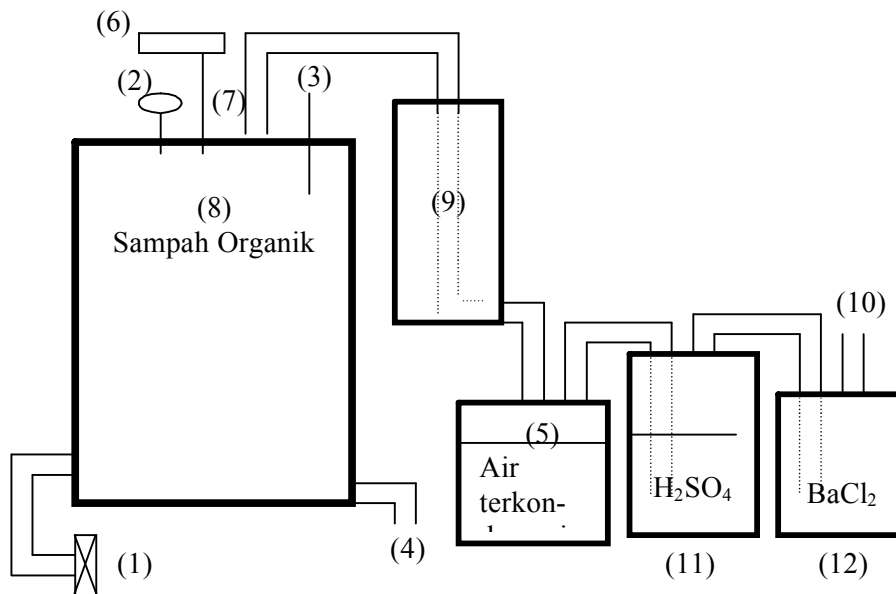 (6)
(2)
(7)
(3)
(8)
Sampah Organik
(9)
(10)
(5)
Air
terkon-
H₂SO₄
BaCl₂
(1)
(4)
(11)
(12)